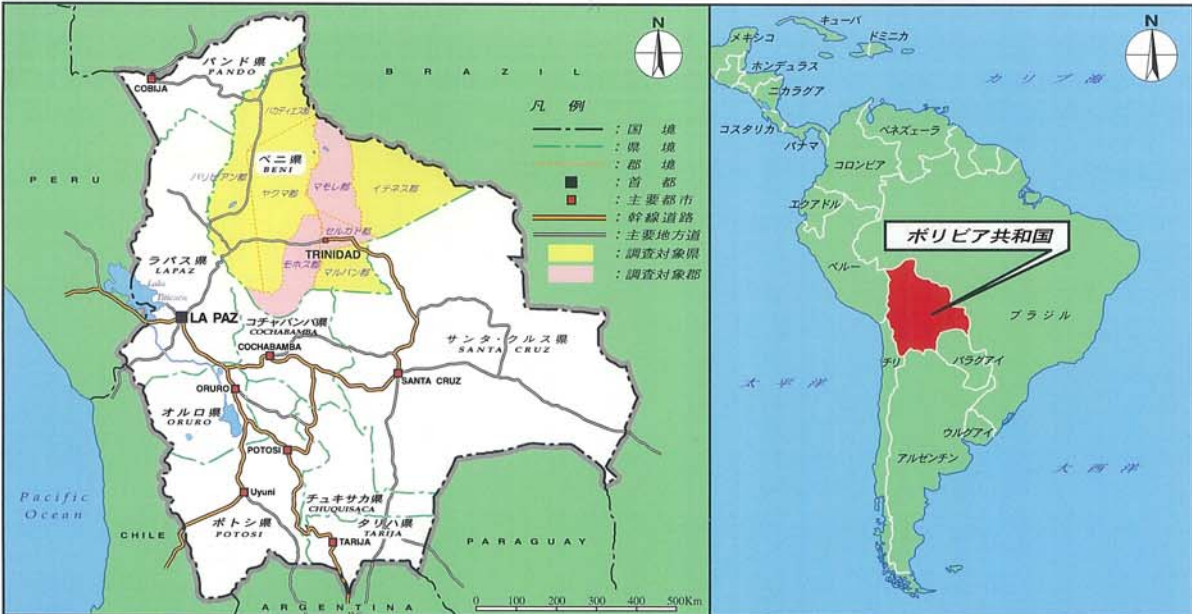 N
パンド県
PANDO
COBIJA
BRAZIL
凡例
: 国境
: 県境
: 郡境
: 首都
: 主要都市
: 幹線道路
: 主要地方道
: 調査対象県
: 調査対象郡
PERU
ベニ県
BENI
ヤクマ郡
マモレ郡
イテネス郡
TRINIDAD
モホス郡
マルバン郡
ラパス県
LAPAZ
Lake
Titicaca
LA PAZ
コチャバンバ県
COCHABAMBA
COCHABAMBA
サンタ・クルス県
SANTA CRUZ
SANTA CRUZ
ORURO
オルロ県
ORURO
POTOSI
Uyuni
チュキサカ県
CHUQUISACA
ポトシ県
POTOSI
タリハ県
TARIJA
TARIJA
Pacific
Ocean
CHILE
PARAGUAY
ARGENTINA
0 100 200 300 400 500Km
N
キューバ
メキシコ
ドミニカ
ホンデュラス
ニカラグア
カリブ海
コスタリカ
パナマ
ベネズェーラ
コロンビア
エクアドル
ボリビア共和国
ペルー
ブラジル
チリ
パラグアイ
太平洋
ウルグアイ
アルゼンチン
大西洋